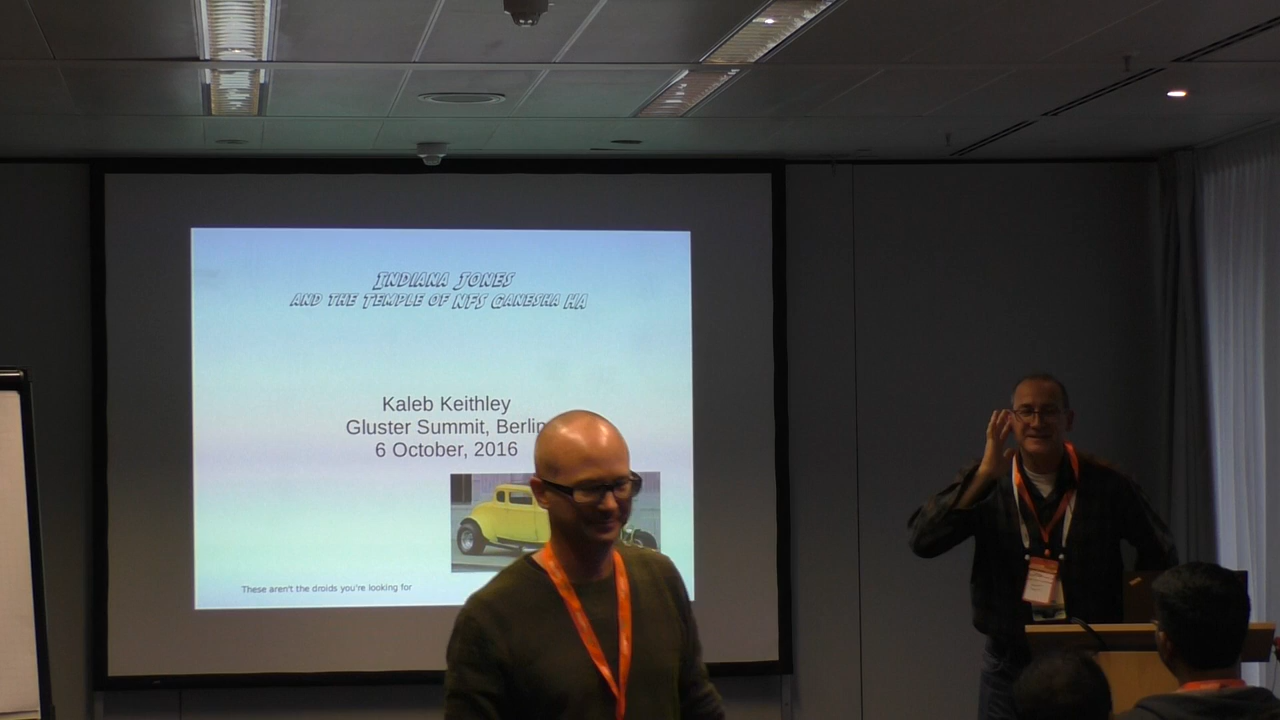 Indiana Jones
and the Temple of NFS Ganesha HA
Kaleb Keithley
Gluster Summit, Berlin
6 October, 2016
These aren't the droids you're looking for